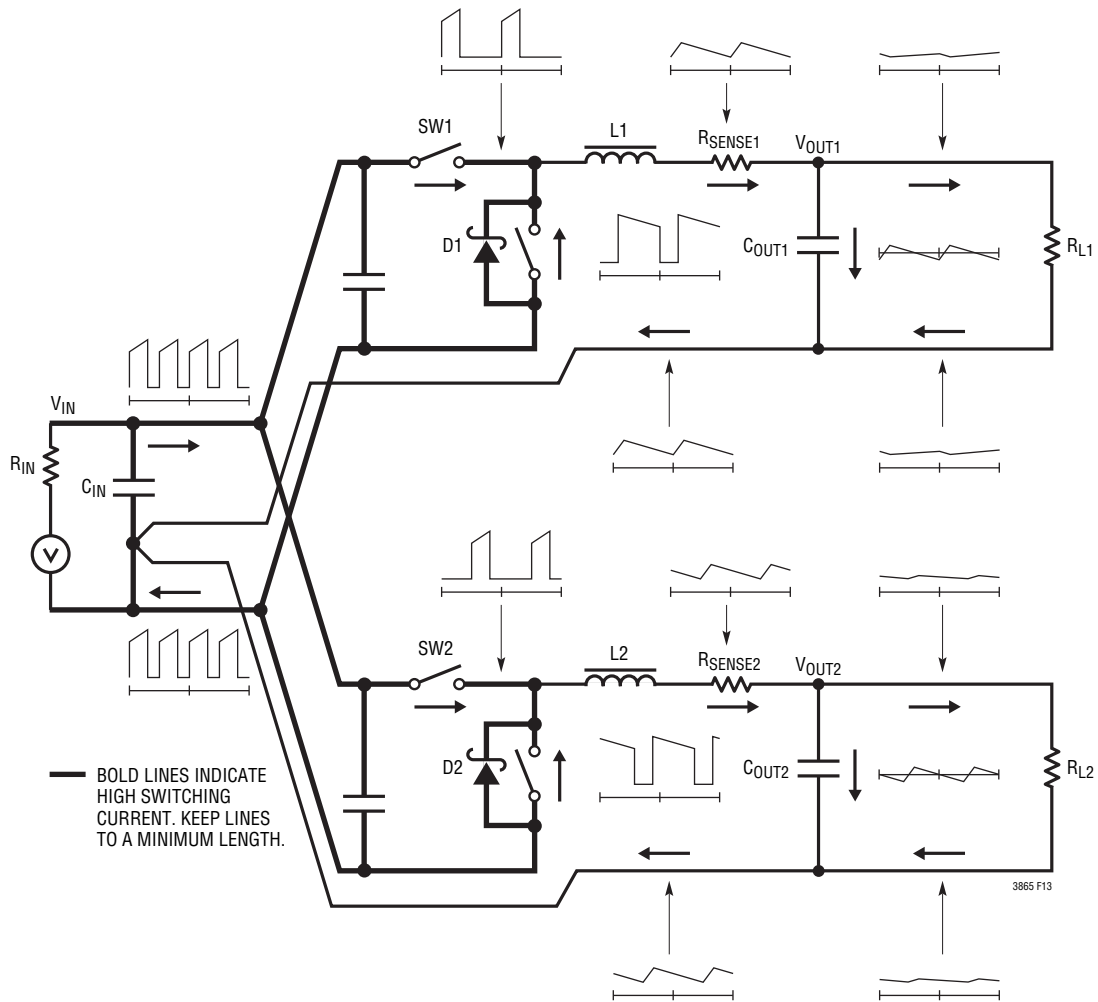 SW1
L1
RSENSE1
VOUT1
D1
COUT1
RL1
VIN
RIN
CIN
V
SW2
L2
RSENSE2
VOUT2
D2
COUT2
RL2
BOLD LINES INDICATE
HIGH SWITCHING
CURRENT. KEEP LINES
TO A MINIMUM LENGTH.
3865 F13